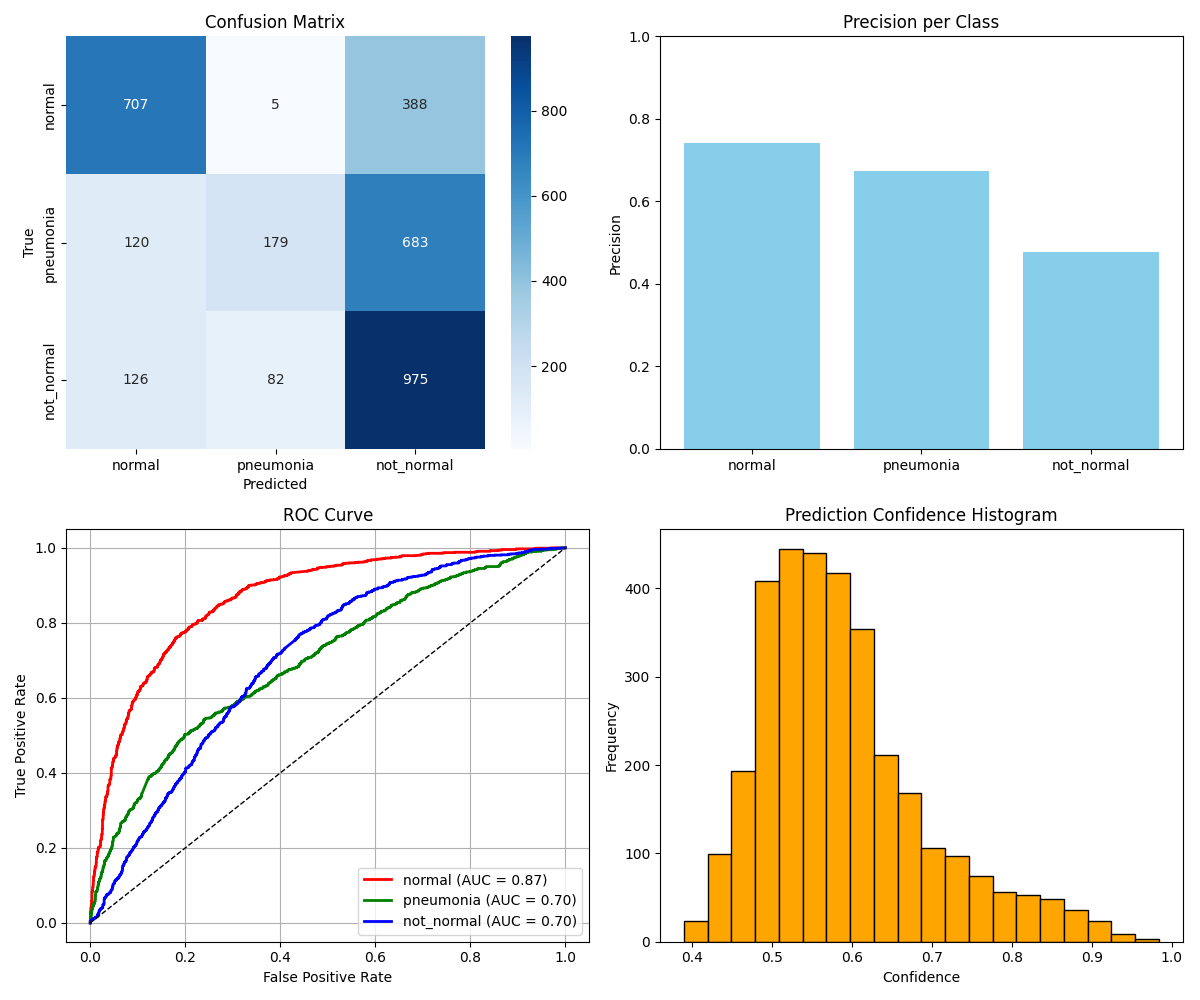 Confusion Matrix
True
normal
pneumonia
not_normal
707 5 388
120 179 683
126 82 975
normal pneumonia not_normal
Predicted
800
600
400
200
Precision per Class
Precision
1.0
0.8
0.6
0.4
0.2
0.0
normal pneumonia not_normal
ROC Curve
True Positive Rate
1.0
0.8
0.6
0.4
0.2
0.0
normal (AUC = 0.87)
pneumonia (AUC = 0.70)
not_normal (AUC = 0.70)
0.0 0.2 0.4 0.6 0.8 1.0
False Positive Rate
Prediction Confidence Histogram
Frequency
400
300
200
100
0
0.4 0.5 0.6 0.7 0.8 0.9 1.0
Confidence